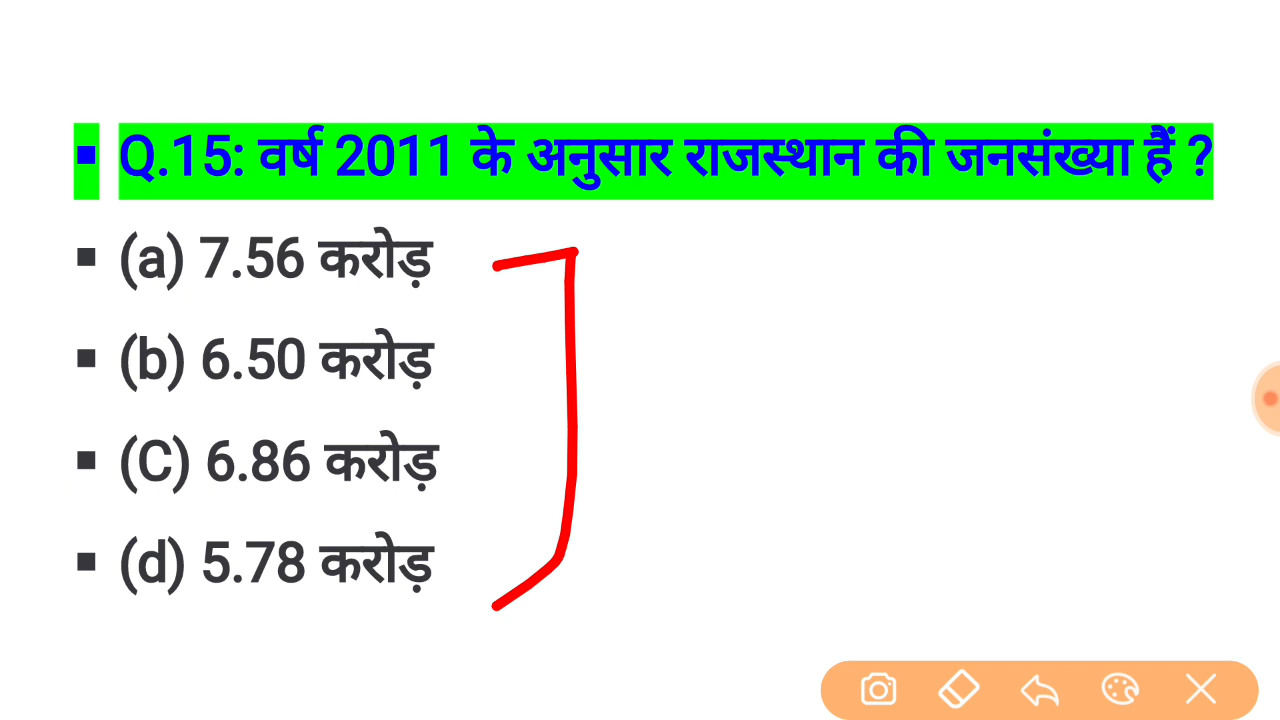 ▪ Q.15: वर्ष 2011 के अनुसार राजस्थान की जनसंख्या हैं ?
▪ (a) 7.56 करोड़
▪ (b) 6.50 करोड़
▪ (C) 6.86 करोड़
▪ (d) 5.78 करोड़